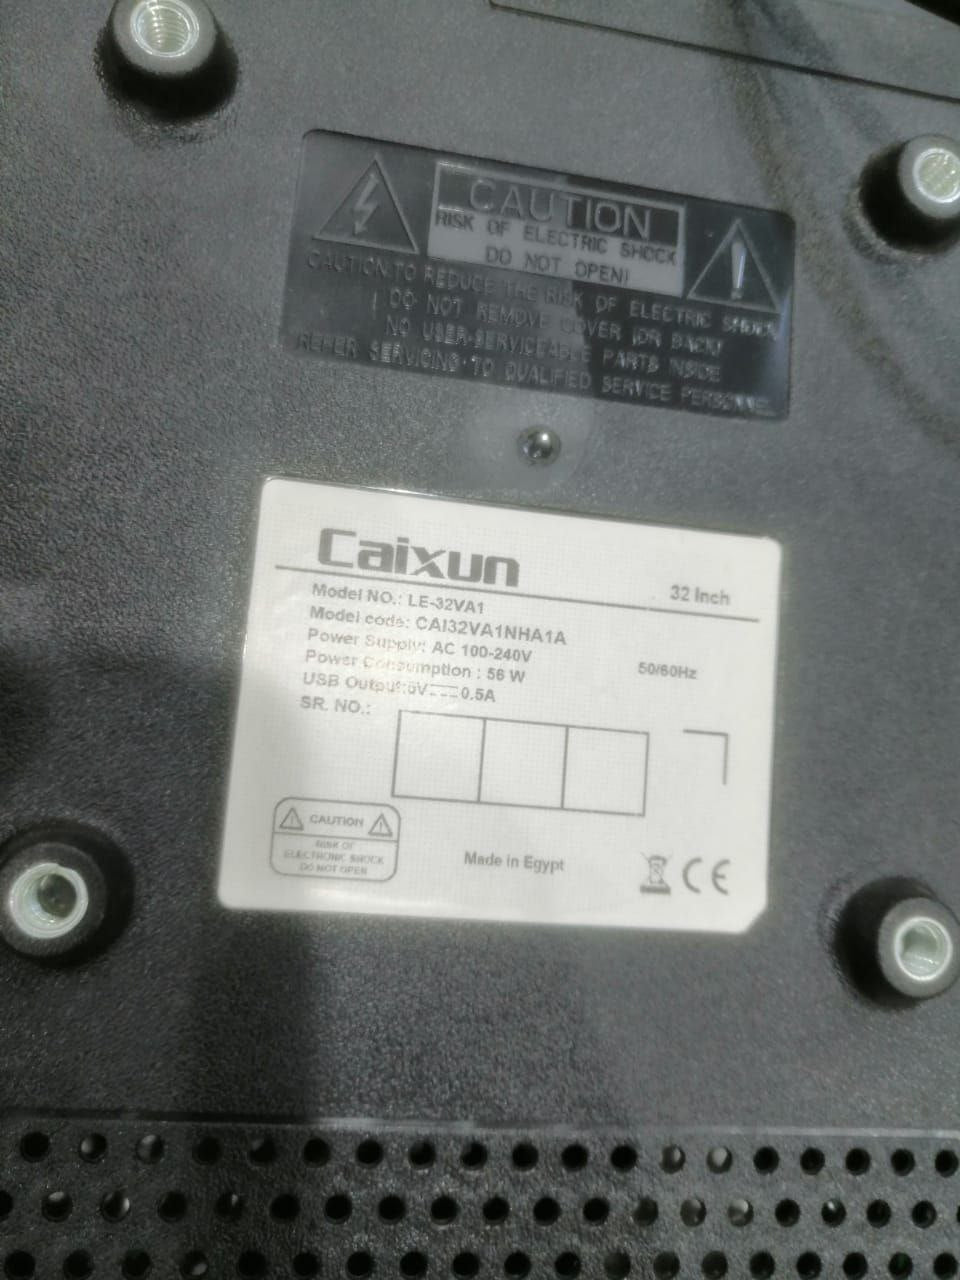 CAUTION
RISK OF ELECTRIC SHOCK
DO NOT OPEN!
CAUTION:TO REDUCE THE RISK OF ELECTRIC SHOCK
DO NOT REMOVE COVER (OR BACK)
NO USER-SERVICEABLE PARTS INSIDE
REFER SERVICING TO QUALIFIED SERVICE PERSONNEL
Caixun
32 Inch
Model NO.: LE-32VA1
Model code: CAI32VA1NHA1A
Power Supply: AC 100-240V 50/60Hz
Power Consumption : 56 W
USB Output:5V 0.5A
SR. NO.:
CAUTION
RISK OF
ELECTRONIC SHOCK
DO NOT OPEN
Made in Egypt
CE